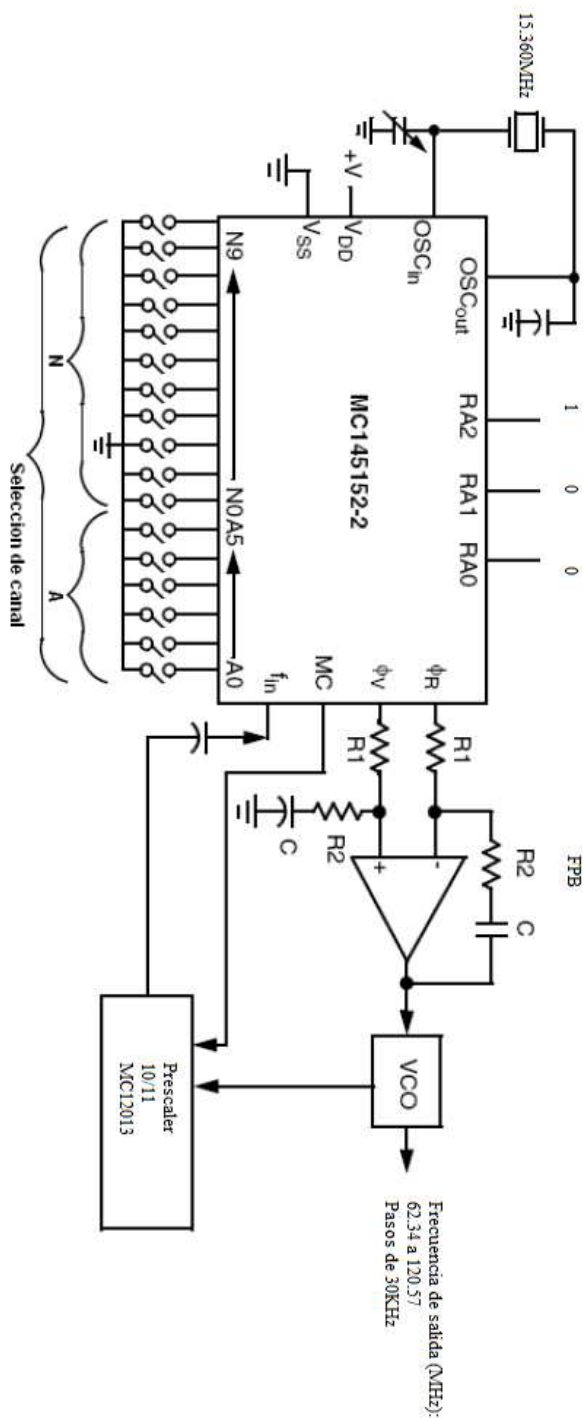 15.360MHz
1 0 0
FPB
OSCout RA2 RA1 RA0
OSCin
+V VDD
VSS
MC145152-2
ϕR
ϕV
MC
fin
R1
R1
R2
C
R2
C
-
+
VCO
Frecuencia de salida (MHz):
62.34 a 120.57
Pasos de 30KHz
N9 N0 A5 A0
N A
Seleccion de canal
Prescaler
10/11
MC12013